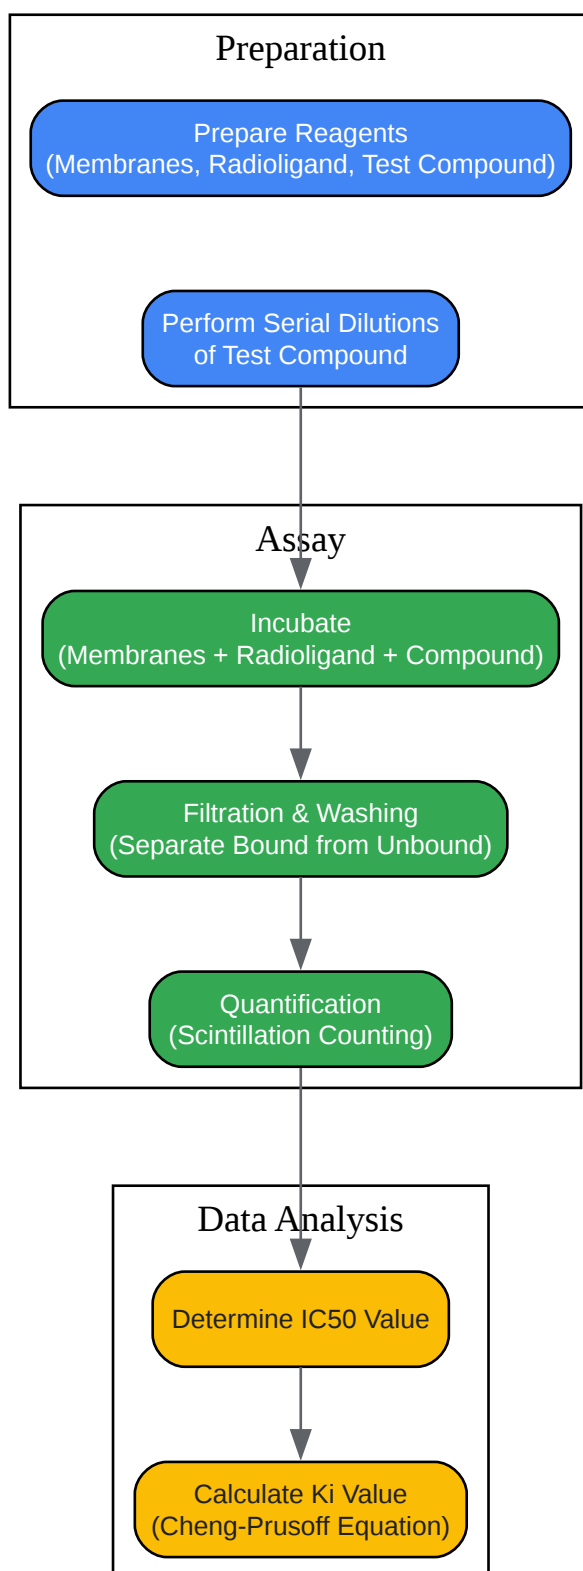 Preparation
Prepare Reagents
(Membranes, Radioligand, Test Compound)
Perform Serial Dilutions
of Test Compound
Assay
Incubate
(Membranes + Radioligand + Compound)
Filtration & Washing
(Separate Bound from Unbound)
Quantification
(Scintillation Counting)
Data Analysis
Determine IC50 Value
Calculate Ki Value
(Cheng-Prusoff Equation)